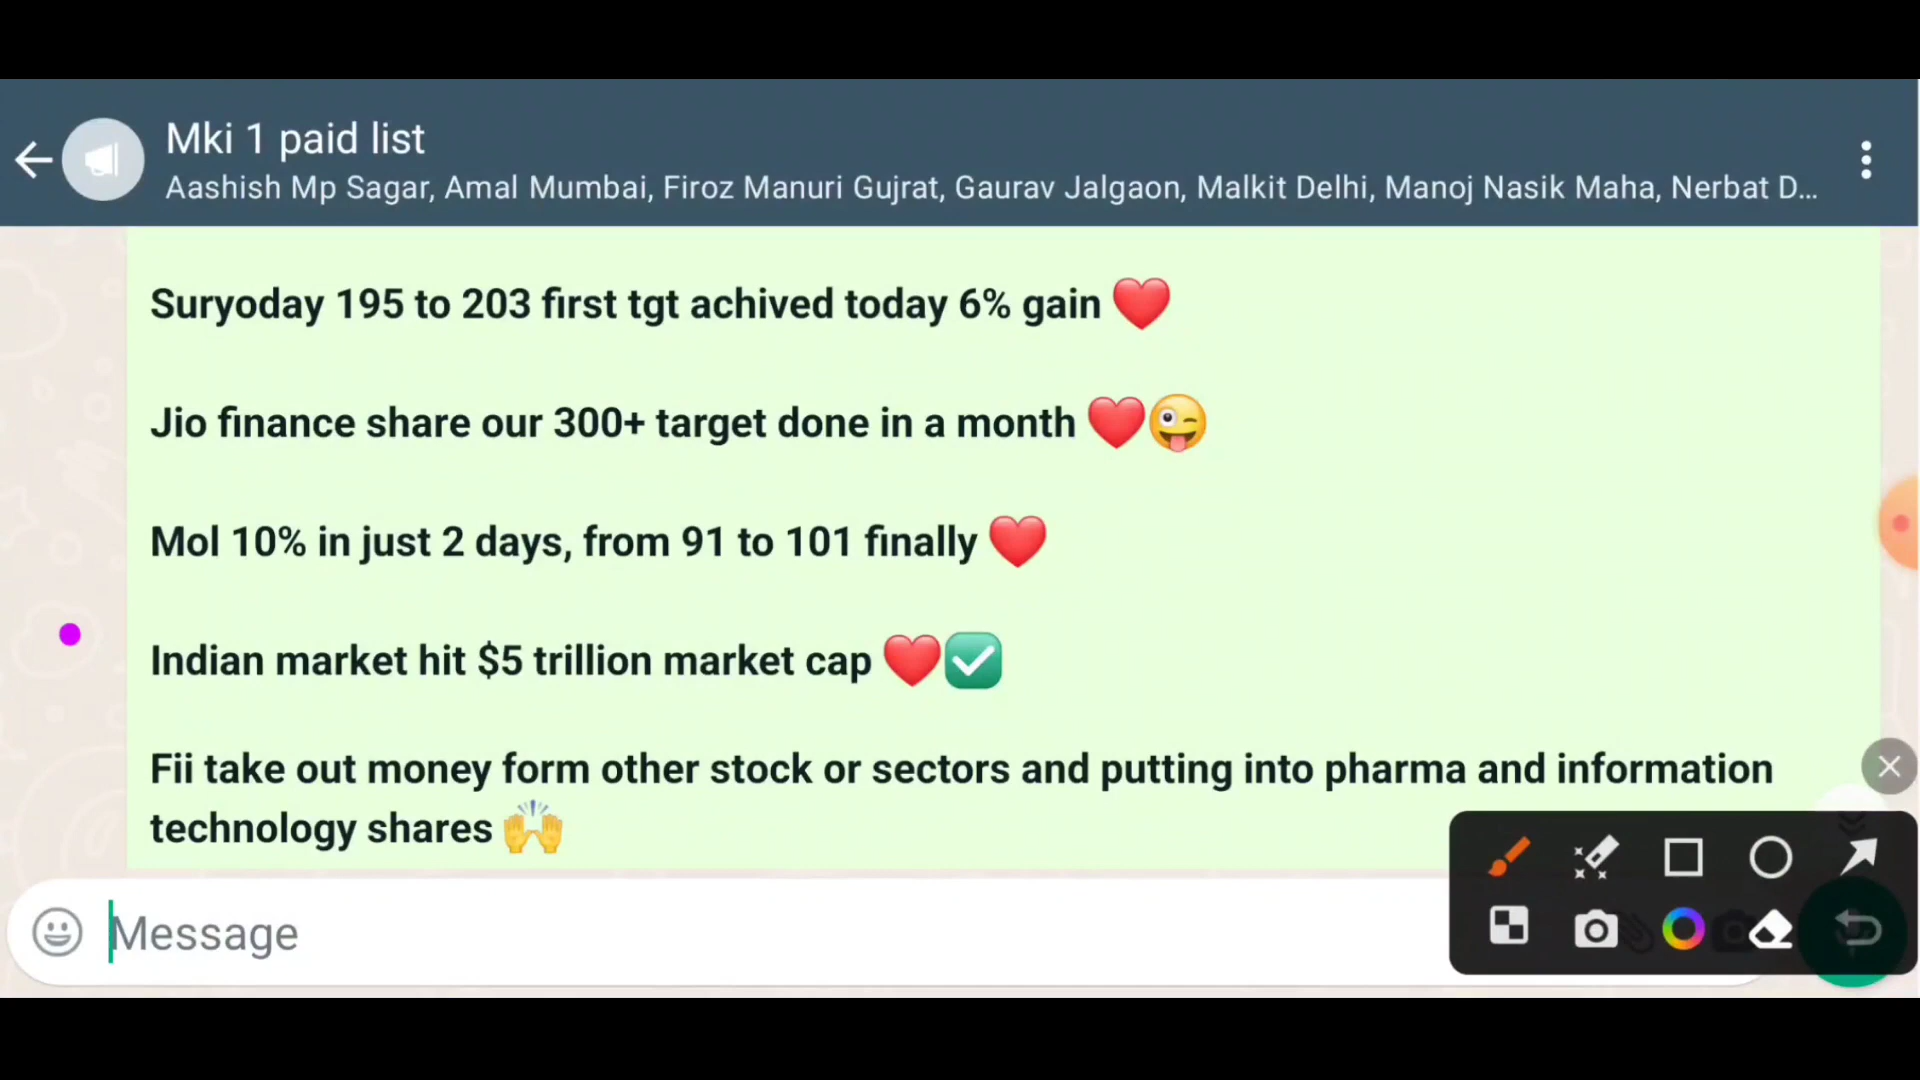 Mki 1 paid list
Aashish Mp Sagar, Amal Mumbai, Firoz Manuri Gujrat, Gaurav Jalgaon, Malkit Delhi, Manoj Nasik Maha, Nerbat D...
Suryoday 195 to 203 first tgt achived today 6% gain ❤️
Jio finance share our 300+ target done in a month ❤️😜
Mol 10% in just 2 days, from 91 to 101 finally ❤️
Indian market hit $5 trillion market cap ❤️✅
Fii take out money form other stock or sectors and putting into pharma and information
technology shares 🙌
Message